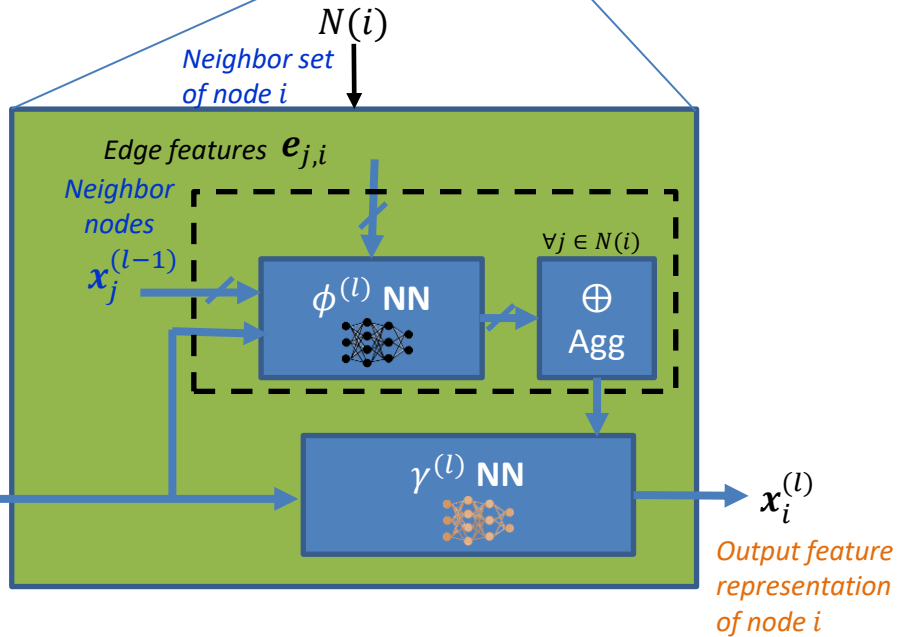 N(i)
Neighbor set
of node i
Edge features e_{j,i}
Neighbor
nodes
x_j^{(l−1)}
∀j ∈ N(i)
ϕ^{(l)} NN
⊕
Agg
γ^{(l)} NN
x_i^{(l)}
Output feature
representation
of node i